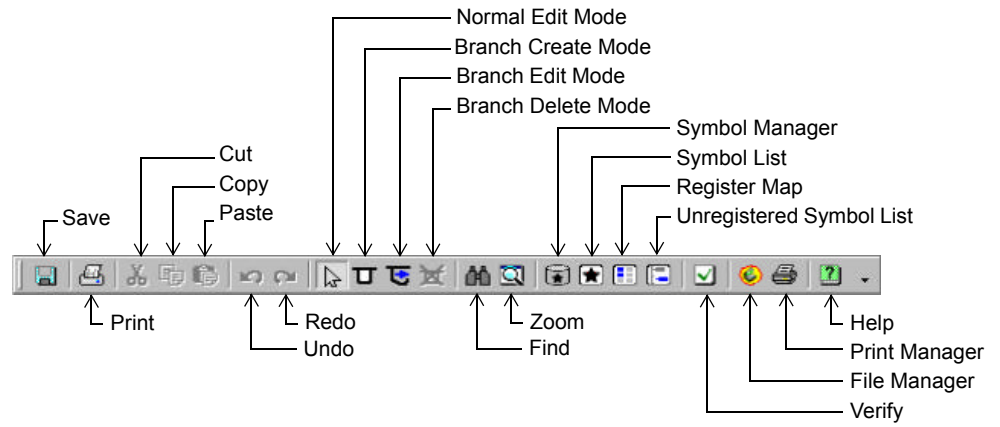 Normal Edit Mode
Branch Create Mode
Branch Edit Mode
Branch Delete Mode
Symbol Manager
Symbol List
Register Map
Unregistered Symbol List
Cut
Copy
Paste
Save
Print
Redo
Undo
Zoom
Find
Help
Print Manager
File Manager
Verify